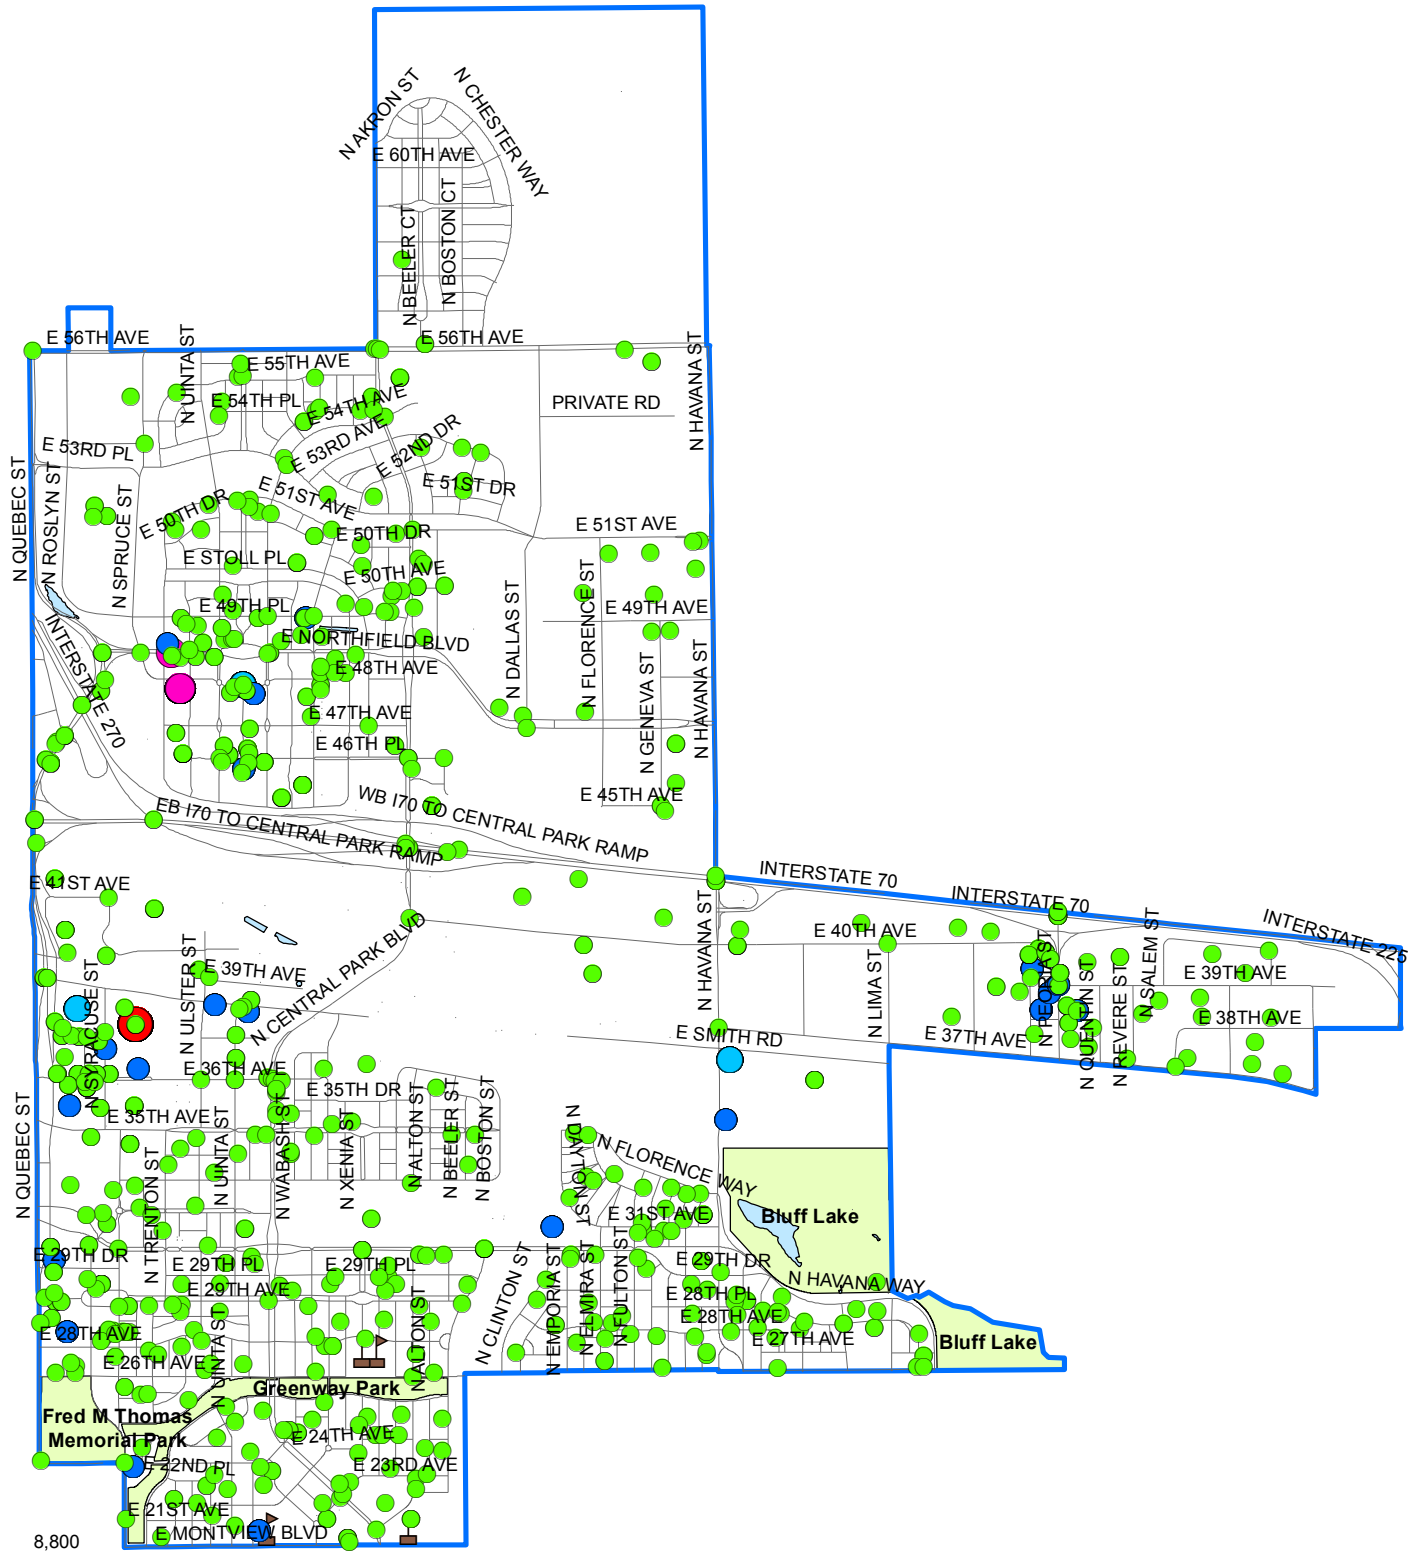 N AKRON ST
N CHESTER WAY
E 60TH AVE
N BEELER CT
N BOSTON CT
E 56TH AVE
E 56TH AVE
N UINTA ST
E 55TH AVE
N HAVANA ST
E 54TH PL
E 54TH AVE
PRIVATE RD
E 53RD PL
E 53RD AVE
E 52ND DR
N QUEBEC ST
N ROSLYN ST
N SPRUCE ST
E 51ST AVE
E 51ST DR
E 50TH DR
E 50TH DR
E 51ST AVE
E STOLL PL
E 50TH AVE
E 49TH PL
N DALLAS ST
N FLORENCE ST
E 49TH AVE
INTERSTATE 270
E NORTHFIELD BLVD
E 48TH AVE
N GENEVA ST
N HAVANA ST
E 47TH AVE
E 46TH PL
E 45TH AVE
WB I70 TO CENTRAL PARK RAMP
EB I70 TO CENTRAL PARK RAMP
INTERSTATE 70
INTERSTATE 70
INTERSTATE 225
E 41ST AVE
N CENTRAL PARK BLVD
N HAVANA ST
E 40TH AVE
N SYRACUSE ST
N ULSTER ST
E 39TH AVE
N LIMA ST
N PEORIA ST
N QUENTIN ST
N REVERE ST
N SALEM ST
E 39TH AVE
E 38TH AVE
E SMITH RD
E 37TH AVE
E 36TH AVE
E 35TH DR
E 35TH AVE
N QUEBEC ST
N TRENTON ST
N UINTA ST
N WABASH ST
N XENIA ST
N ALTON ST
N BEELER ST
N BOSTON ST
N DAYTON ST
N FLORENCE WAY
E 31ST AVE
Bluff Lake
E 29TH DR
E 29TH PL
E 29TH PL
E 29TH DR
E 29TH AVE
N HAVANA WAY
E 28TH PL
E 28TH AVE
E 28TH AVE
E 27TH AVE
N CLINTON ST
N EMPORIA ST
N ELMIRA ST
N FULTON ST
Bluff Lake
E 26TH AVE
N UINTA ST
N ALTON ST
Greenway Park
Fred M Thomas
Memorial Park
E 24TH AVE
E 22ND PL
E 23RD AVE
E 21ST AVE
E MONTVIEW BLVD
8,800